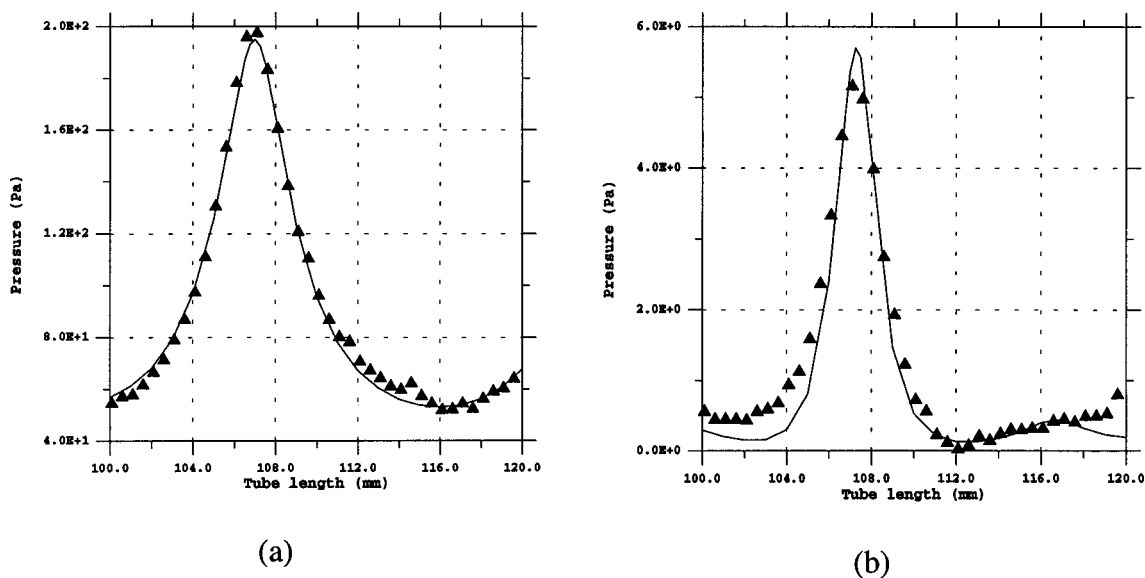 2.0E+2
1.6E+2
1.2E+2
8.0E+1
4.0E+1
Pressure (Pa)
100.0 104.0 108.0 112.0 116.0 120.0
Tube length (mm)
(a)
6.0E+0
4.0E+0
2.0E+0
0.0E+0
Pressure (Pa)
100.0 104.0 108.0 112.0 116.0 120.0
Tube length (mm)
(b)